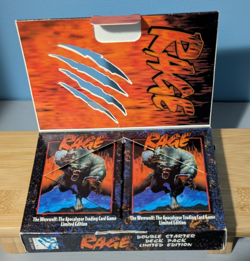 RAGE
RAGE
The Werewolf: The Apocalypse Trading Card Game
Limited Edition
RAGE
The Werewolf: The Apocalypse Trading Card Game
Limited Edition
RAGE
DOUBLE STARTER
DECK PACK
LIMITED EDITION